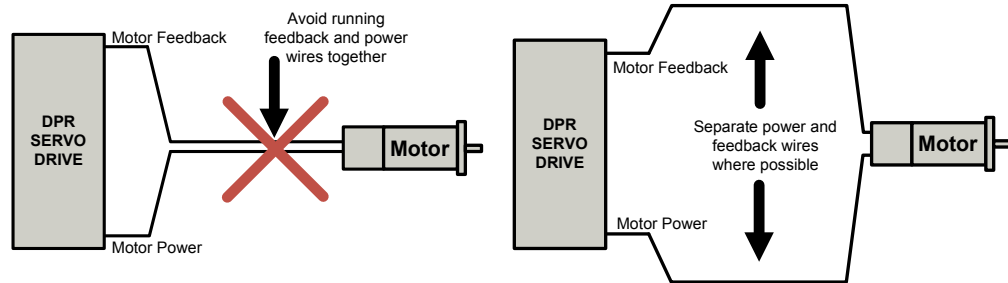 Motor Feedback
Avoid running
feedback and power
wires together
DPR
SERVO
DRIVE
Motor
Motor Power
Motor Feedback
DPR
SERVO
DRIVE
Separate power and
feedback wires
where possible
Motor
Motor Power